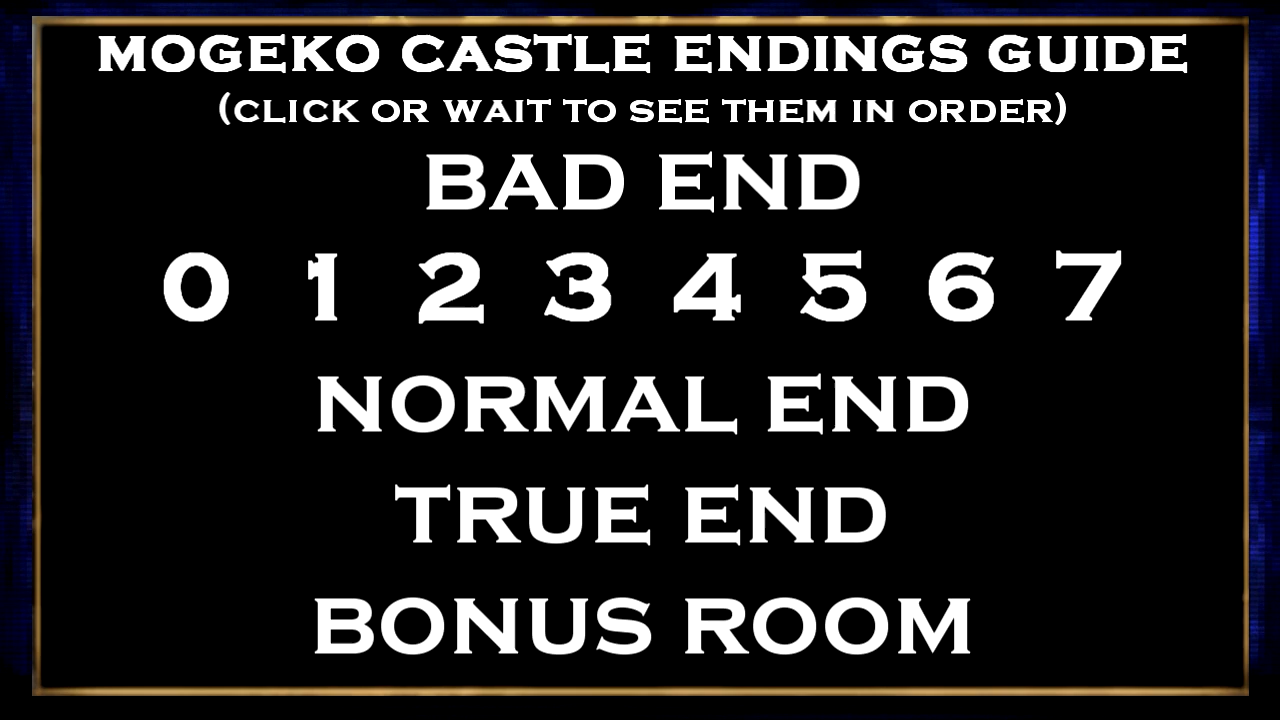 MOGEKO CASTLE ENDINGS GUIDE
(CLICK OR WAIT TO SEE THEM IN ORDER)
BAD END
0 1 2 3 4 5 6 7
NORMAL END
TRUE END
BONUS ROOM